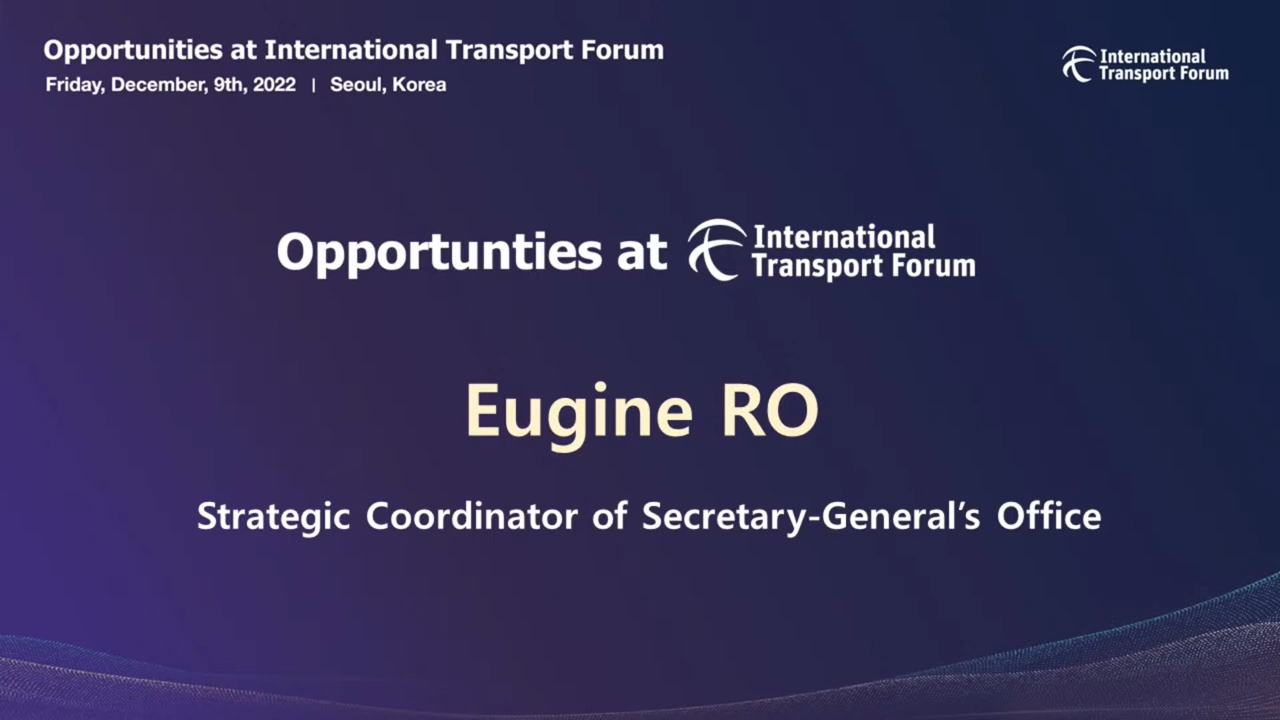 Opportunities at International Transport Forum
Friday, December, 9th, 2022 | Seoul, Korea
International
Transport Forum
Opportunties at
International
Transport Forum
Eugine RO
Strategic Coordinator of Secretary-General's Office